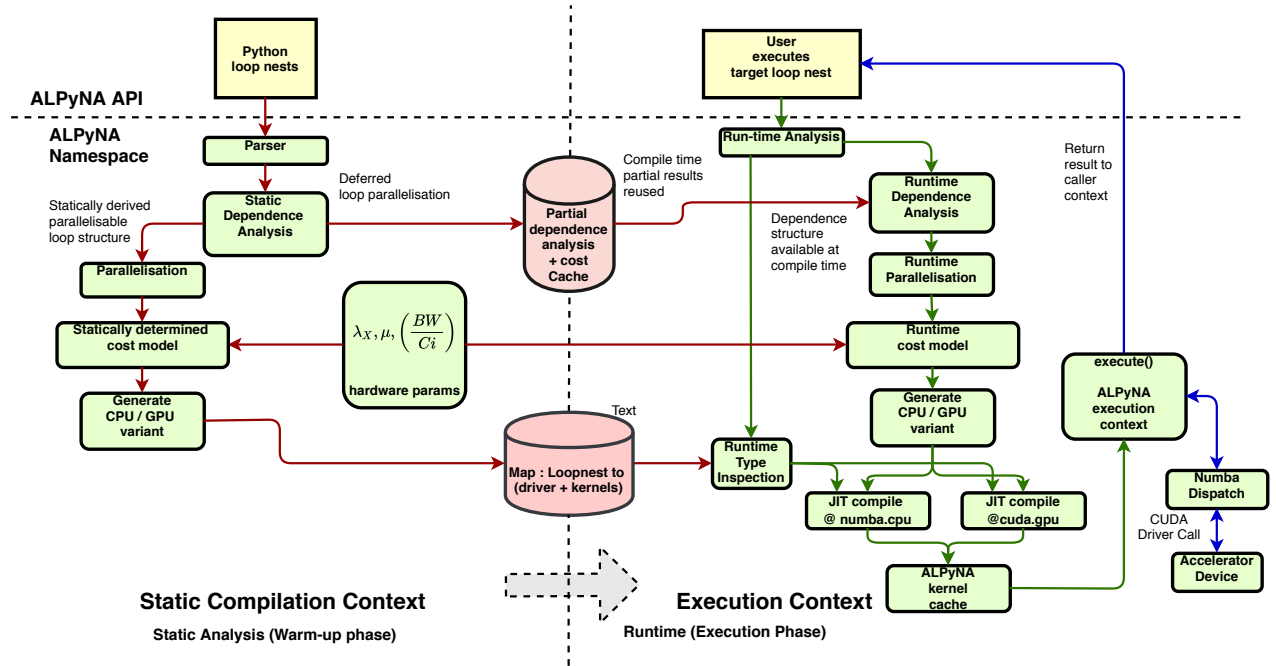 Python
loop nests
User
executes
target loop nest
ALPyNA API
ALPyNA
Namespace
Parser
Static
Dependence
Analysis
Deferred
loop parallelisation
Statically derived
parallelisable
loop structure
Parallelisation
Statically determined
cost model
Generate
CPU / GPU
variant
λ_X, μ, (BW/Ci)
hardware params
Partial
dependence
analysis
+ cost
Cache
Compile time
partial results
reused
Text
Map : Loopnest to
(driver + kernels)
Run-time Analysis
Runtime
Dependence
Analysis
Dependence
structure
available at
compile time
Runtime
Parallelisation
Runtime
cost model
Generate
CPU / GPU
variant
Runtime
Type
Inspection
JIT compile
@ numba.cpu
JIT compile
@cuda.gpu
ALPyNA
kernel
cache
Return
result to
caller
context
execute()
ALPyNA
execution
context
Numba
Dispatch
CUDA
Driver Call
Accelerator
Device
Static Compilation Context
Static Analysis (Warm-up phase)
Execution Context
Runtime (Execution Phase)